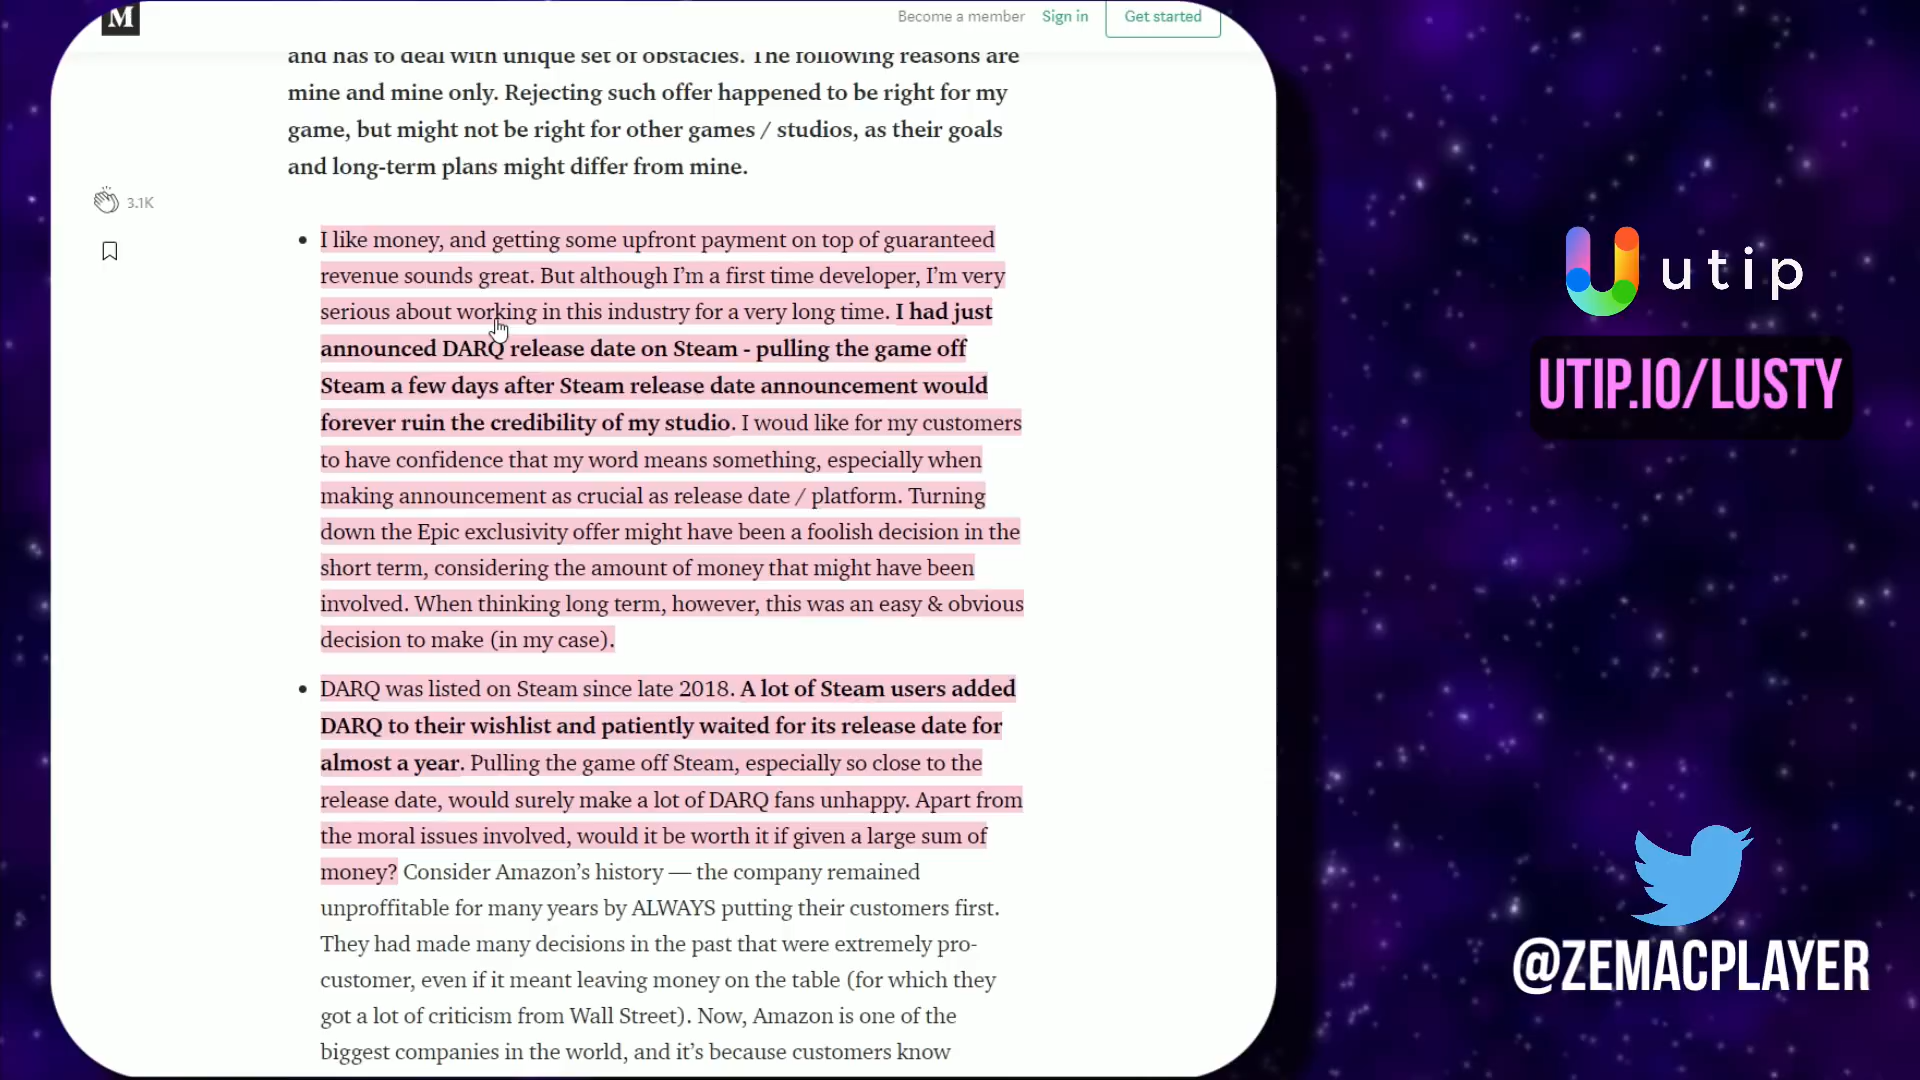 M
Become a member Sign in Get started
and has to deal with unique set of obstacles. The following reasons are
mine and mine only. Rejecting such offer happened to be right for my
game, but might not be right for other games / studios, as their goals
and long-term plans might differ from mine.
3.1K
I like money, and getting some upfront payment on top of guaranteed
revenue sounds great. But although I’m a first time developer, I’m very
serious about working in this industry for a very long time. I had just
announced DARQ release date on Steam - pulling the game off
Steam a few days after Steam release date announcement would
forever ruin the credibility of my studio. I woud like for my customers
to have confidence that my word means something, especially when
making announcement as crucial as release date / platform. Turning
down the Epic exclusivity offer might have been a foolish decision in the
short term, considering the amount of money that might have been
involved. When thinking long term, however, this was an easy & obvious
decision to make (in my case).
DARQ was listed on Steam since late 2018. A lot of Steam users added
DARQ to their wishlist and patiently waited for its release date for
almost a year. Pulling the game off Steam, especially so close to the
release date, would surely make a lot of DARQ fans unhappy. Apart from
the moral issues involved, would it be worth it if given a large sum of
money? Consider Amazon’s history — the company remained
unproffitable for many years by ALWAYS putting their customers first.
They had made many decisions in the past that were extremely pro-
customer, even if it meant leaving money on the table (for which they
got a lot of criticism from Wall Street). Now, Amazon is one of the
biggest companies in the world, and it’s because customers know
utip
UTIP.IO/LUSTY
@ZEMACPLAYER